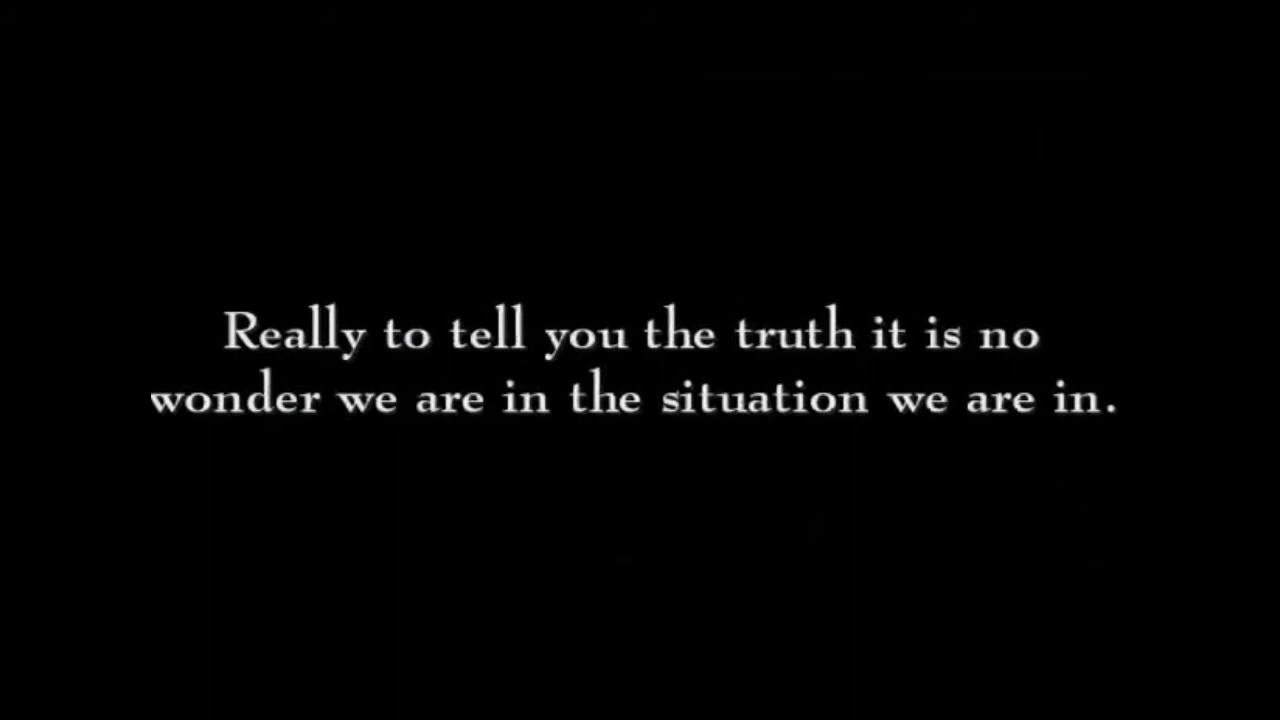 Really to tell you the truth it is no
wonder we are in the situation we are in.